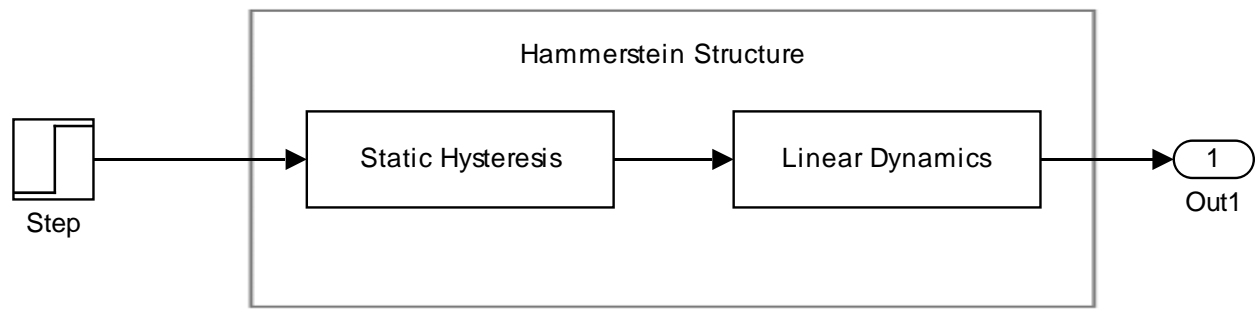 Hammerstein Structure
Static Hysteresis
Linear Dynamics
1
Step
Out1